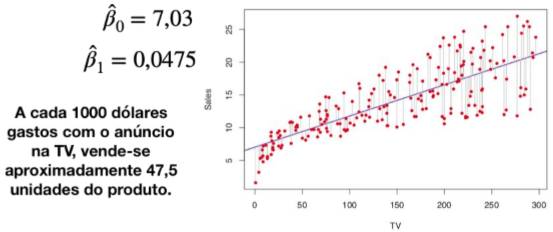 β̂₀ = 7,03
β̂₁ = 0,0475
A cada 1000 dólares
gastos com o anúncio
na TV, vende-se
aproximadamente 47,5
unidades do produto.
Sales
25
20
15
10
5
0 50 100 150 200 250 300
TV